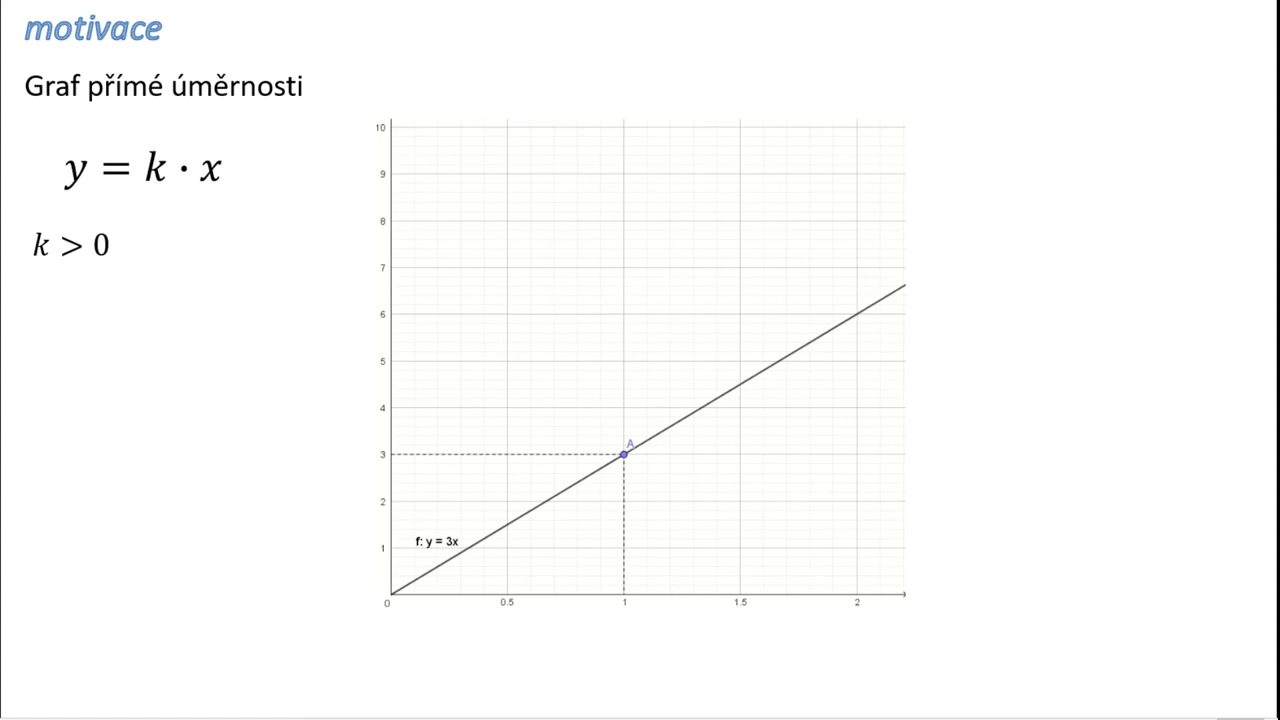 motivace
Graf přímé úměrnosti
y = k · x
k > 0
10
9
8
7
6
5
4
3
2
1
A
f: y = 3x
0 0.5 1 1.5 2